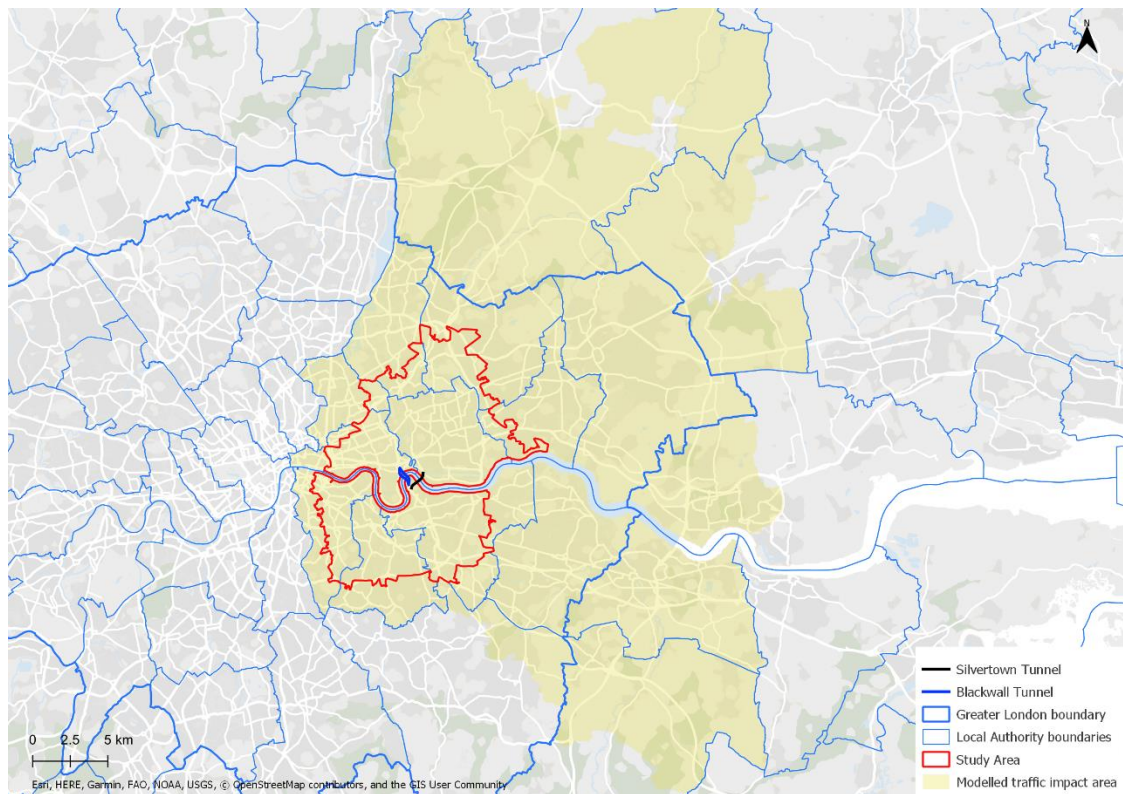 N
Silvertown Tunnel
Blackwall Tunnel
Greater London boundary
Local Authority boundaries
Study Area
Modelled traffic impact area
0 2.5 5 km
Esri, HERE, Garmin, FAO, NOAA, USGS, © OpenStreetMap contributors, and the GIS User Community